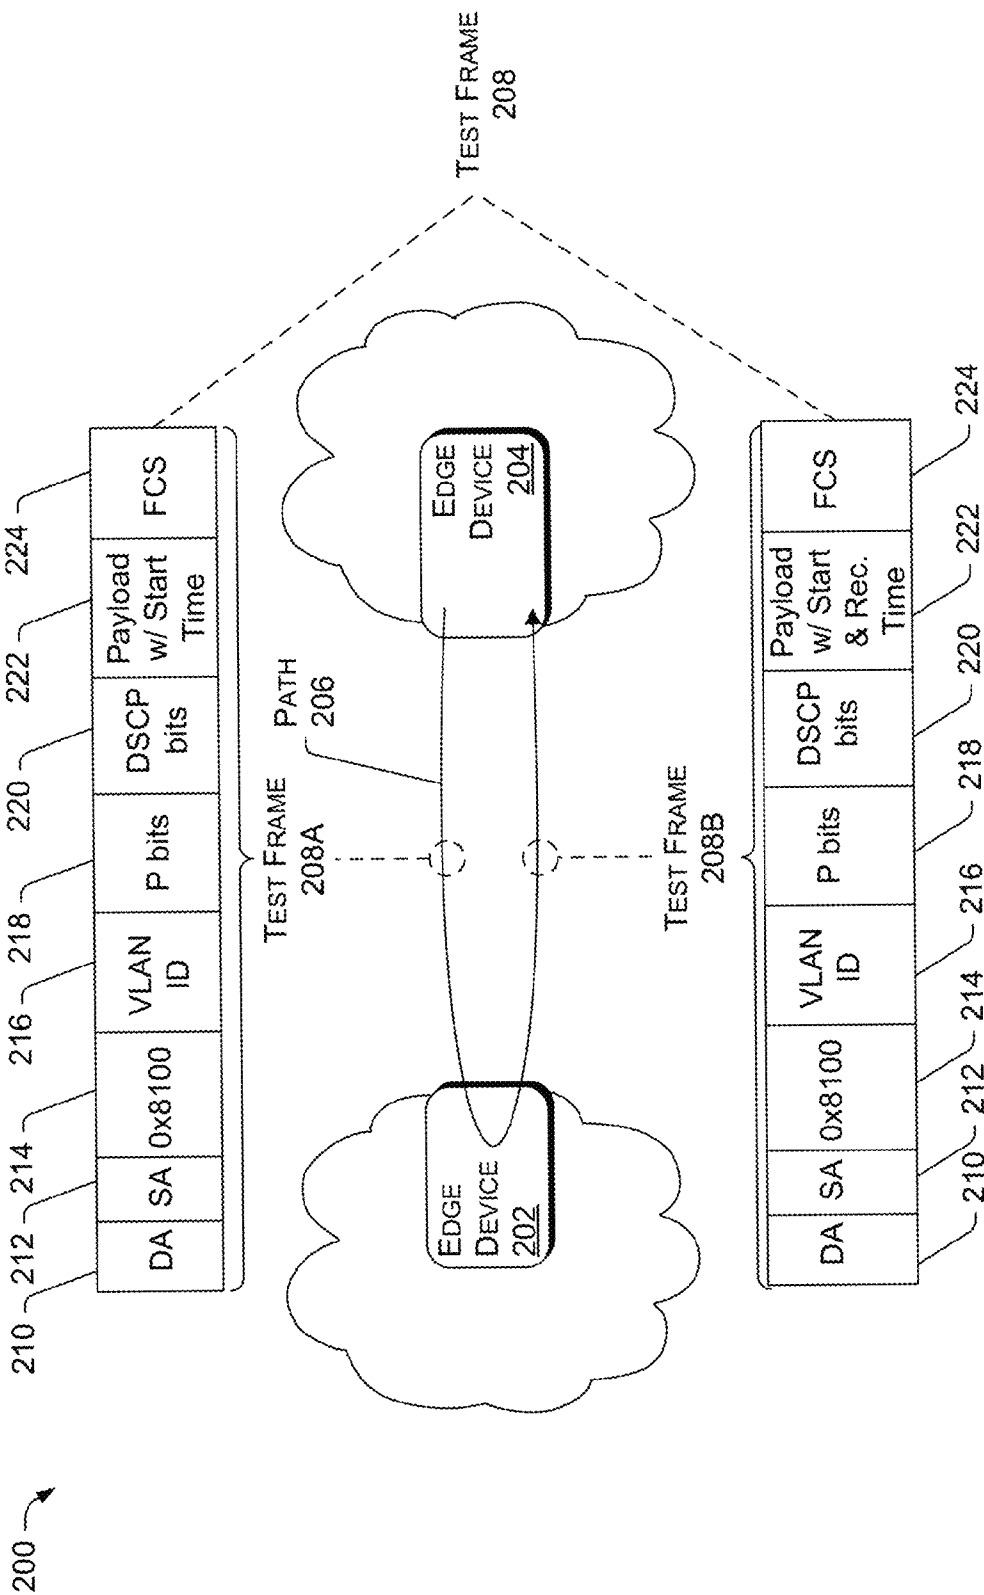 200
210
212
214
216
218
220
222
224
DA
SA
0x8100
VLAN
ID
P bits
DSCP
bits
Payload
w/ Start
Time
FCS
TEST FRAME
208A
PATH
206
EDGE
DEVICE
202
EDGE
DEVICE
204
TEST FRAME
208
TEST FRAME
208B
DA
SA
0x8100
VLAN
ID
P bits
DSCP
bits
Payload
w/ Start
& Rec.
Time
FCS
210
212
214
216
218
220
222
224